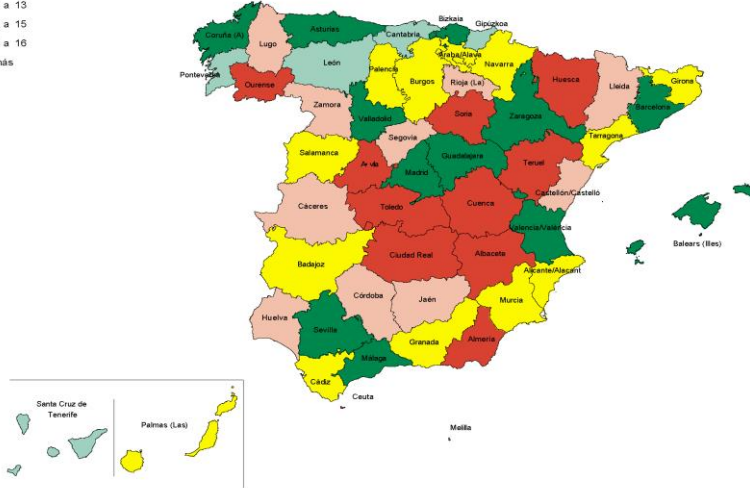 a 13
a 15
a 16
más
Coruña (A)
Lugo
Asturies
Cantabria
Bizkaia
Gipúzkoa
Araba/Álava
Navarra
Pontevedra
Ourense
León
Palencia
Burgos
Rioja (La)
Huesca
Lleida
Girona
Barcelona
Zamora
Valladolid
Soria
Zaragoza
Tarragona
Segovia
Salamanca
Guadalajara
Teruel
Madrid
Castellón/Castelló
Cáceres
Toledo
Cuenca
Valencia/València
Balears (Illes)
Badajoz
Ciudad Real
Albacete
Alicante/Alacant
Córdoba
Jaén
Murcia
Huelva
Sevilla
Granada
Almería
Málaga
Cádiz
Ceuta
Melilla
Santa Cruz de
Tenerife
Palmas (Las)